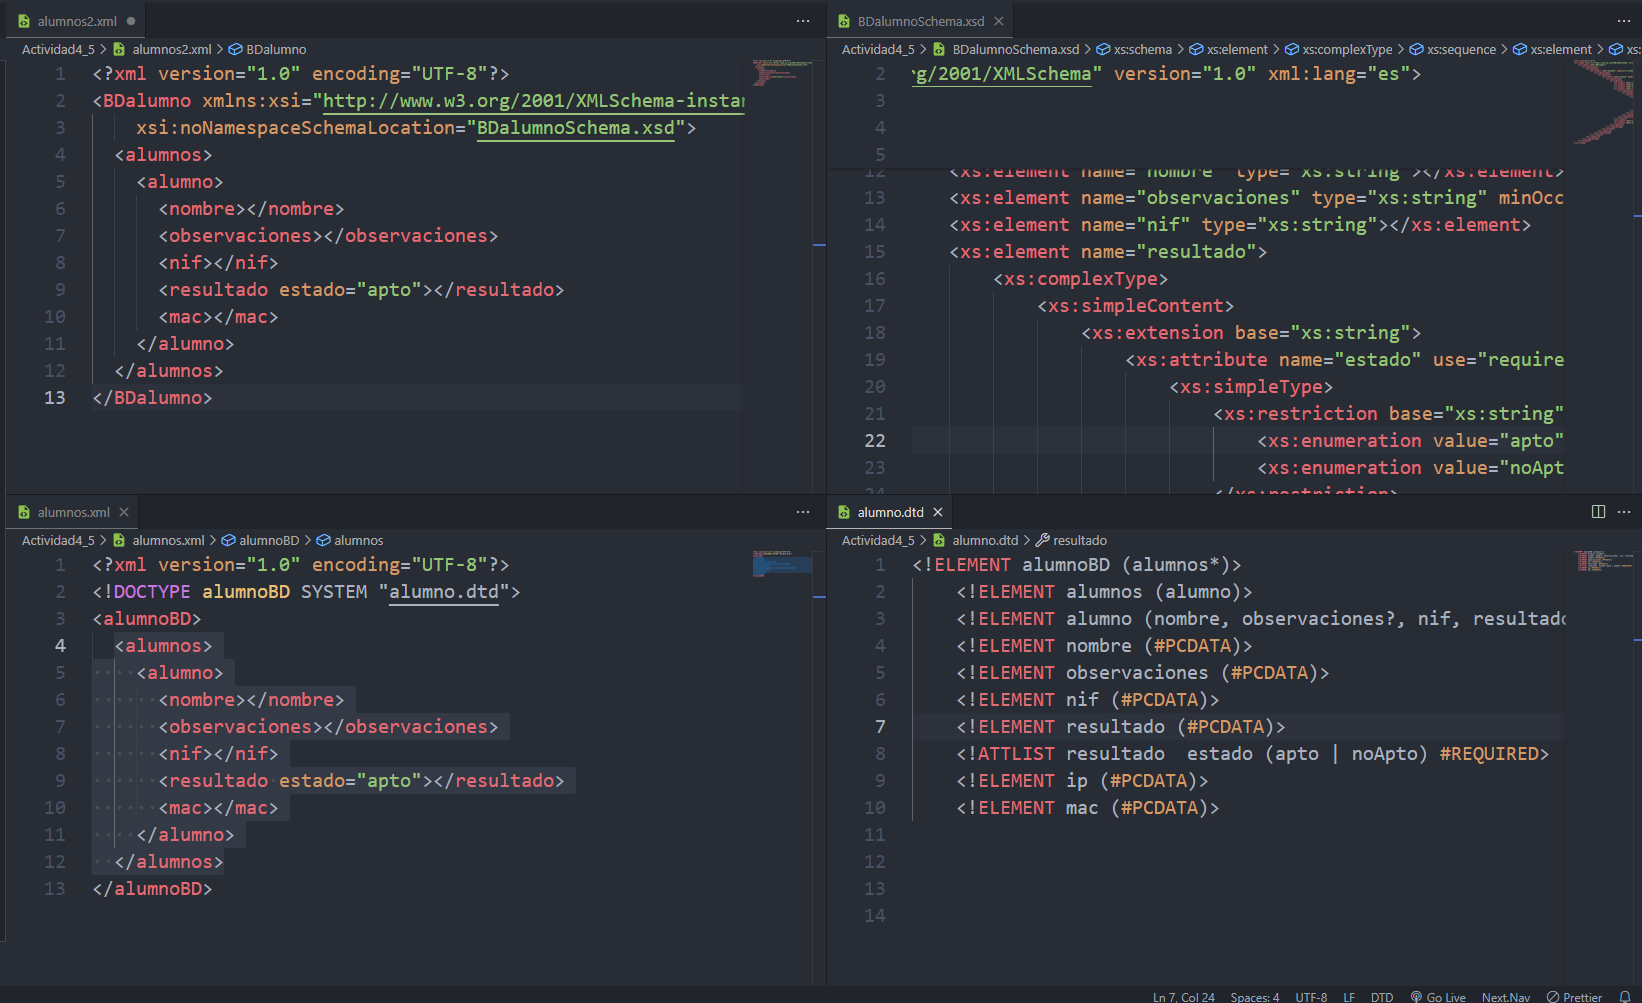 alumnos2.xml
Actividad4_5 > alumnos2.xml > BDalumno
1 <?xml version="1.0" encoding="UTF-8"?>
2 <BDalumno xmlns:xsi="http://www.w3.org/2001/XMLSchema-instan
3 xsi:noNamespaceSchemaLocation="BDalumnoSchema.xsd">
4 <alumnos>
5 <alumno>
6 <nombre></nombre>
7 <observaciones></observaciones>
8 <nif></nif>
9 <resultado estado="apto"></resultado>
10 <mac></mac>
11 </alumno>
12 </alumnos>
13 </BDalumno>
BDalumnoSchema.xsd
Actividad4_5 > BDalumnoSchema.xsd > xs:schema > xs:element > xs:complexType > xs:sequence > xs:element > xs:
2 rg/2001/XMLSchema" version="1.0" xml:lang="es">
3
4
5
12 <xs:element name="nombre" type="xs:string"></xs:element>
13 <xs:element name="observaciones" type="xs:string" minOcc
14 <xs:element name="nif" type="xs:string"></xs:element>
15 <xs:element name="resultado">
16 <xs:complexType>
17 <xs:simpleContent>
18 <xs:extension base="xs:string">
19 <xs:attribute name="estado" use="require
20 <xs:simpleType>
21 <xs:restriction base="xs:string"
22 <xs:enumeration value="apto"
23 <xs:enumeration value="noApt
24 </xs:restriction>
alumnos.xml
Actividad4_5 > alumnos.xml > alumnoBD > alumnos
1 <?xml version="1.0" encoding="UTF-8"?>
2 <!DOCTYPE alumnoBD SYSTEM "alumno.dtd">
3 <alumnoBD>
4 <alumnos>
5 <alumno>
6 <nombre></nombre>
7 <observaciones></observaciones>
8 <nif></nif>
9 <resultado estado="apto"></resultado>
10 <mac></mac>
11 </alumno>
12 </alumnos>
13 </alumnoBD>
alumno.dtd
Actividad4_5 > alumno.dtd > resultado
1 <!ELEMENT alumnoBD (alumnos*)>
2 <!ELEMENT alumnos (alumno)>
3 <!ELEMENT alumno (nombre, observaciones?, nif, resultado
4 <!ELEMENT nombre (#PCDATA)>
5 <!ELEMENT observaciones (#PCDATA)>
6 <!ELEMENT nif (#PCDATA)>
7 <!ELEMENT resultado (#PCDATA)>
8 <!ATTLIST resultado  estado (apto | noApto) #REQUIRED>
9 <!ELEMENT ip (#PCDATA)>
10 <!ELEMENT mac (#PCDATA)>
11
12
13
14
Ln 7, Col 24 Spaces: 4 UTF-8 LF DTD Go Live Next.Nav Prettier